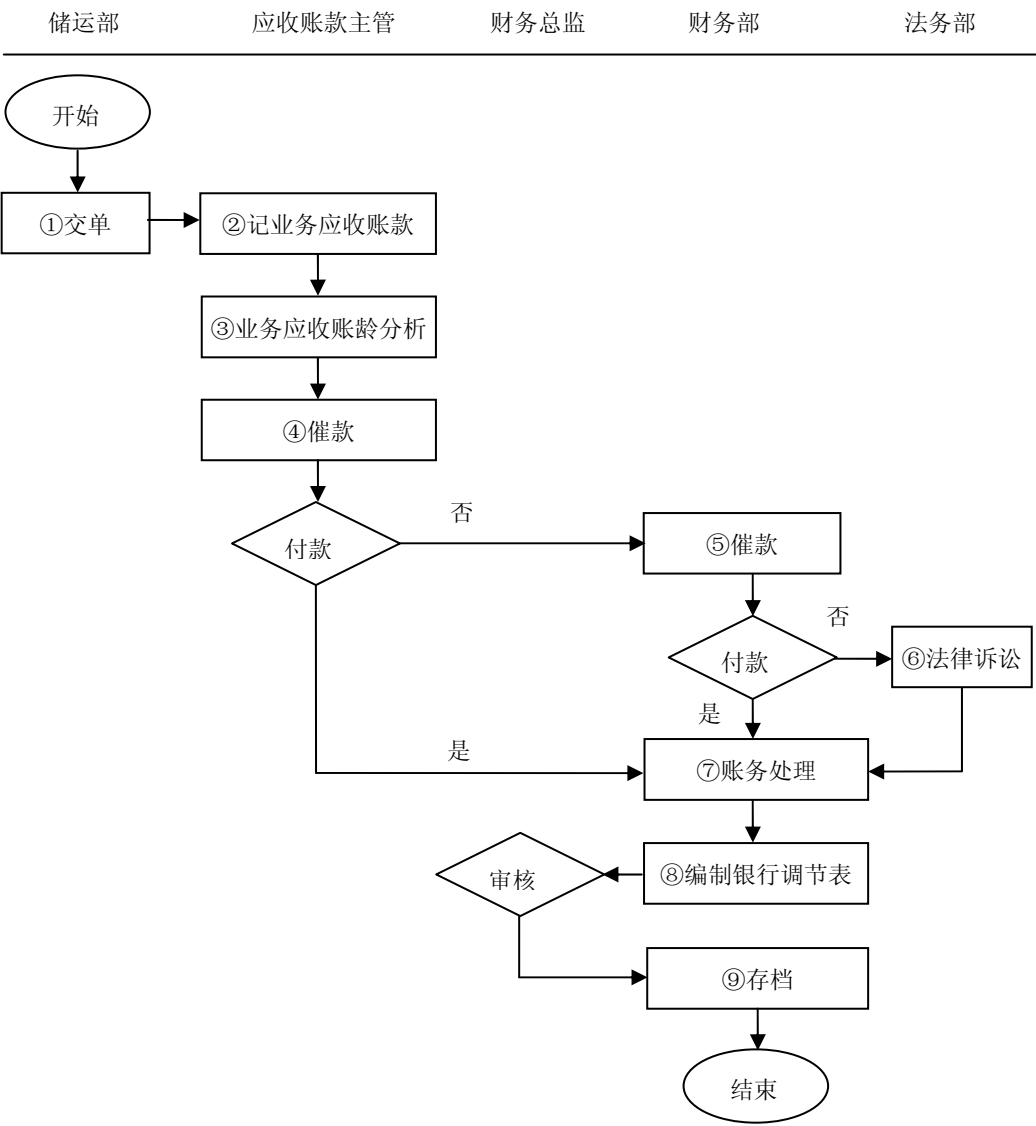 储运部
应收账款主管
财务总监
财务部
法务部
开始
①交单
②记业务应收账款
③业务应收账龄分析
④催款
否
付款
⑤催款
否
付款
⑥法律诉讼
是
是
⑦账务处理
审核
⑧编制银行调节表
⑨存档
结束